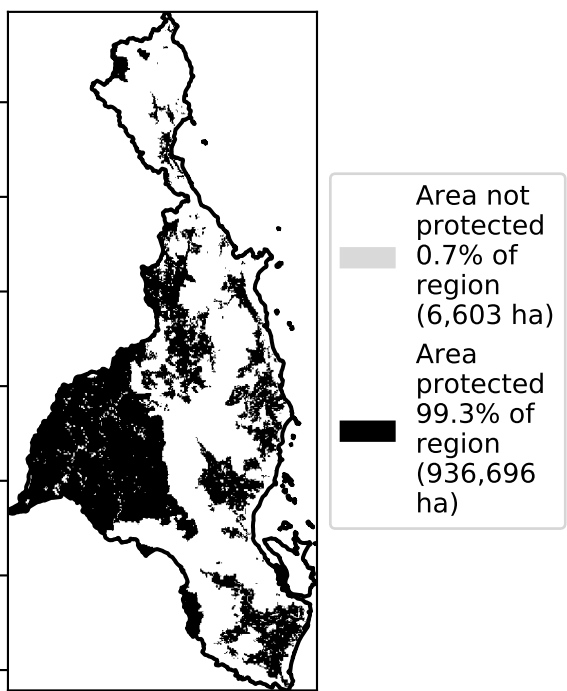 Area not
protected
0.7% of
region
(6,603 ha)
Area
protected
99.3% of
region
(936,696
ha)